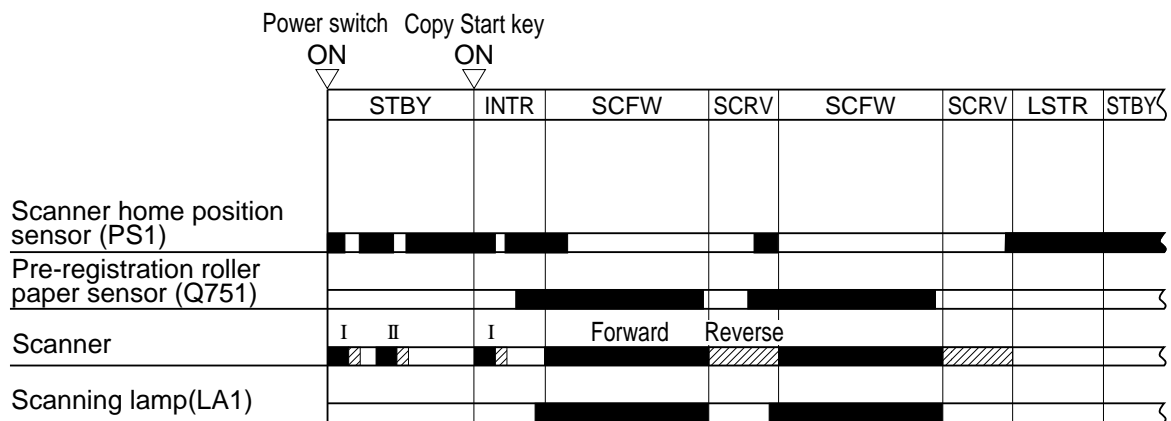 Power switch Copy Start key
ON ON
STBY INTR SCFW SCRV SCFW SCRV LSTR STBY
Scanner home position
sensor (PS1)
Pre-registration roller
paper sensor (Q751)
I II I Forward Reverse
Scanner
Scanning lamp(LA1)